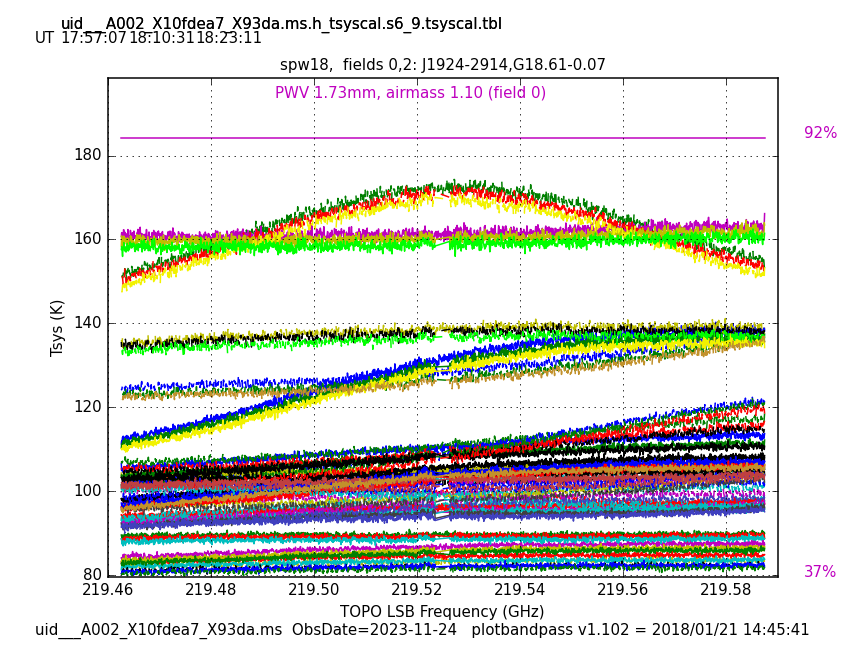 uid___A002_X10fdea7_X93da.ms.h_tsyscal.s6_9.tsyscal.tbl
UT 17:57:07 18:10:31 18:23:11
spw18,  fields 0,2: J1924-2914,G18.61-0.07
PWV 1.73mm, airmass 1.10 (field 0)
92%
180
160
140
120
100
80
Tsys (K)
37%
219.46 219.48 219.50 219.52 219.54 219.56 219.58
TOPO LSB Frequency (GHz)
uid___A002_X10fdea7_X93da.ms  ObsDate=2023-11-24   plotbandpass v1.102 = 2018/01/21 14:45:41